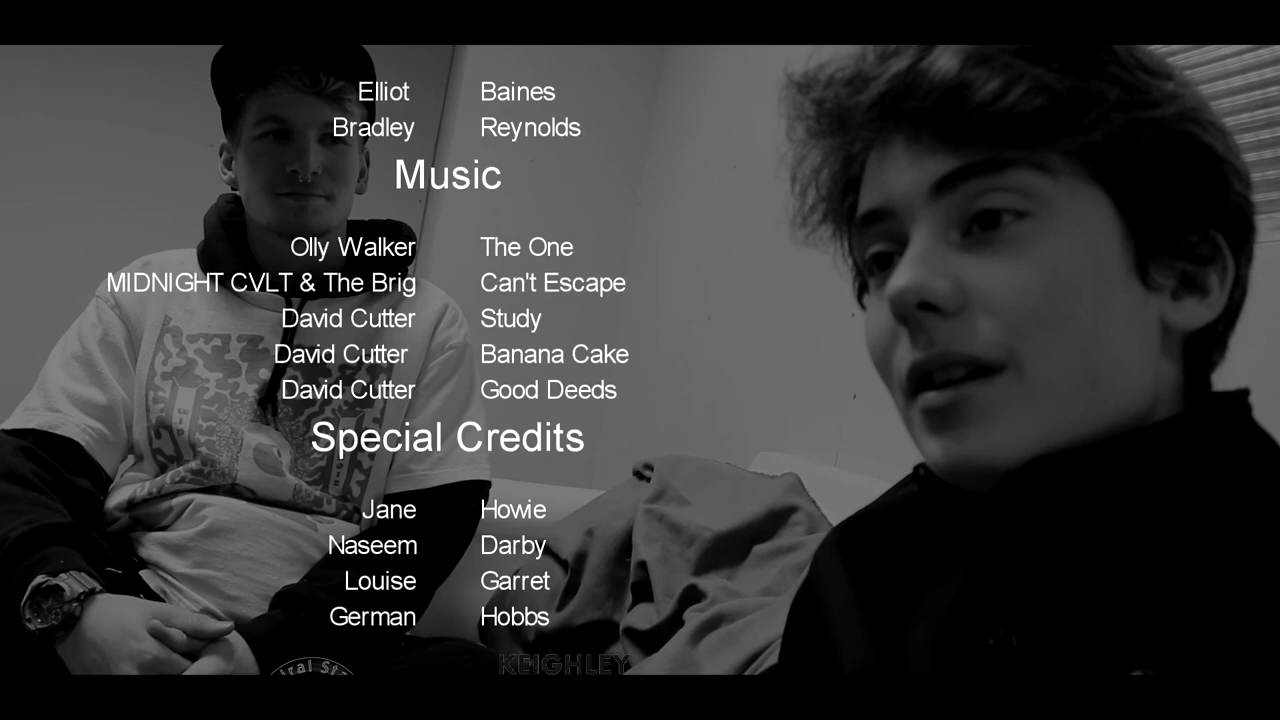 Elliot Baines
Bradley Reynolds
Music
Olly Walker The One
MIDNIGHT CVLT & The Brig Can't Escape
David Cutter Study
David Cutter Banana Cake
David Cutter Good Deeds
Special Credits
Jane Howie
Naseem Darby
Louise Garret
German Hobbs
KEIGHLEY